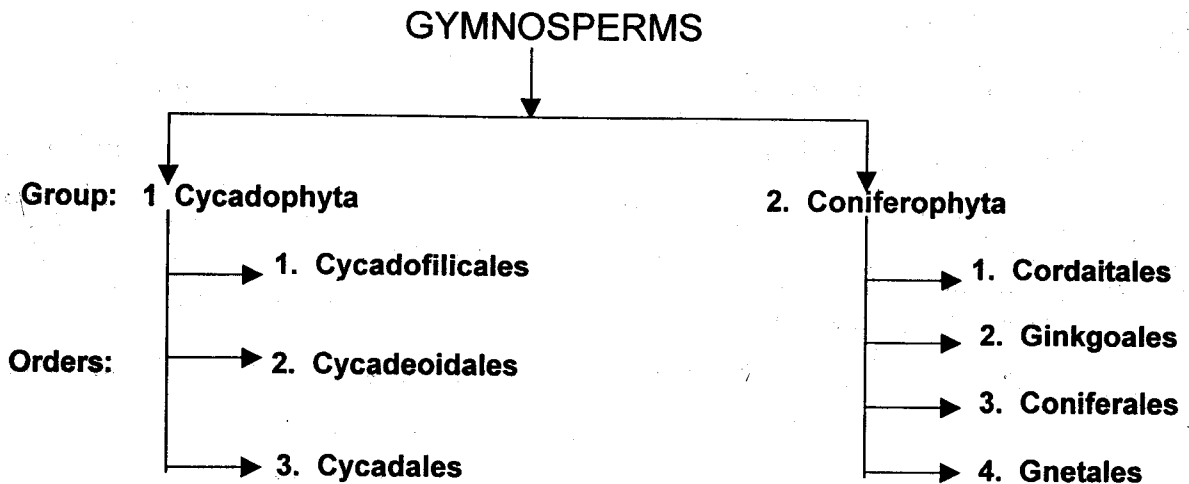 GYMNOSPERMS
Group: 1 Cycadophyta
2. Coniferophyta
1. Cycadofilicales
1. Cordaitales
2. Ginkgoales
Orders:
2. Cycadeoidales
3. Coniferales
3. Cycadales
4. Gnetales